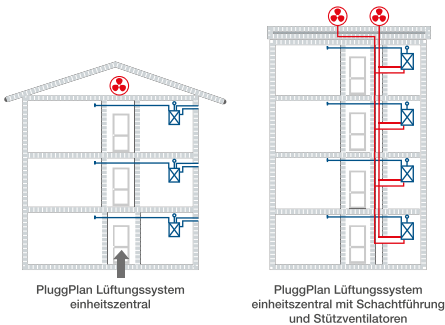 PluggPlan Lüftungssystem
einheitszentral
PluggPlan Lüftungssystem
einheitszentral mit Schachtführung
und Stützventilatoren